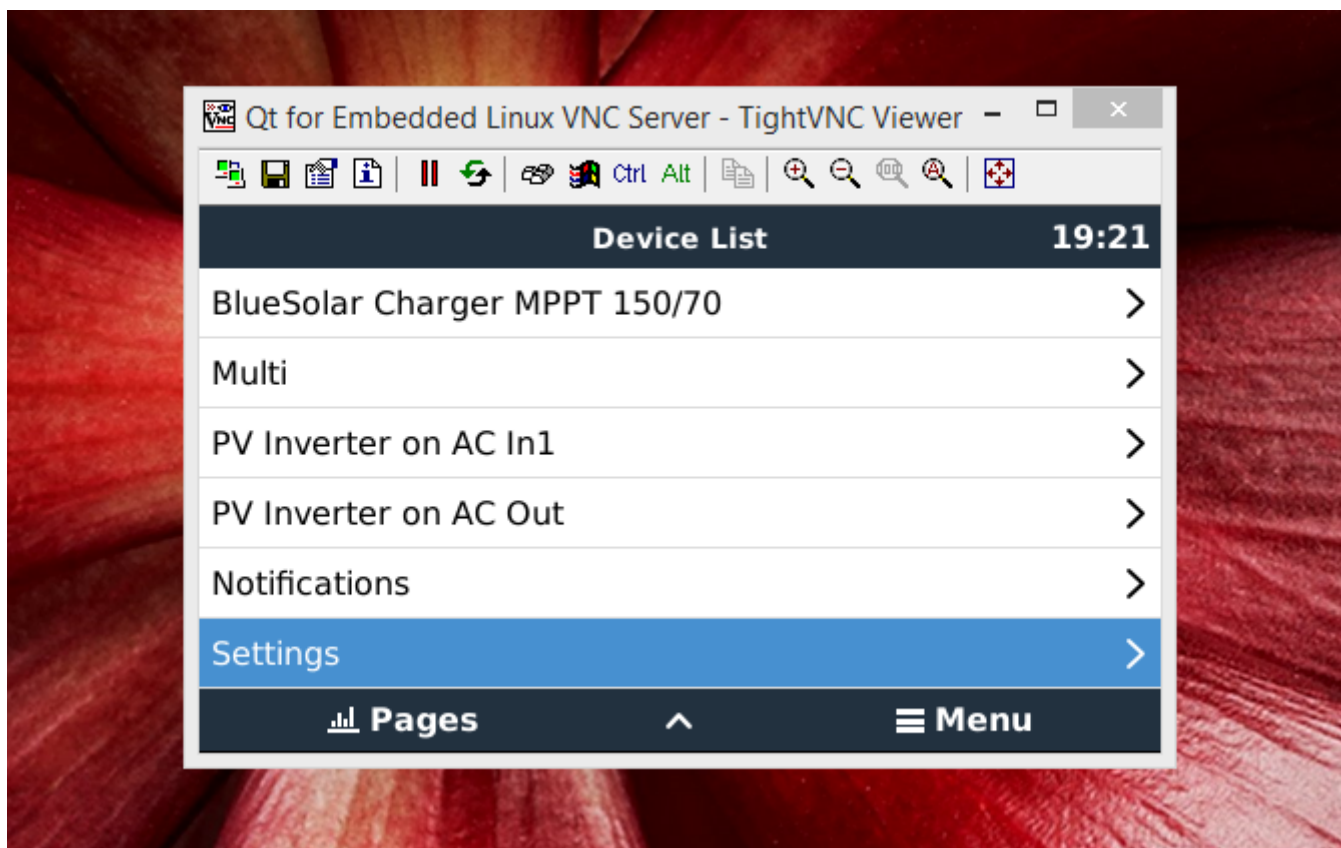 Qt for Embedded Linux VNC Server - TightVNC Viewer
Ctrl Alt
Device List 19:21
BlueSolar Charger MPPT 150/70
Multi
PV Inverter on AC In1
PV Inverter on AC Out
Notifications
Settings
Pages Menu